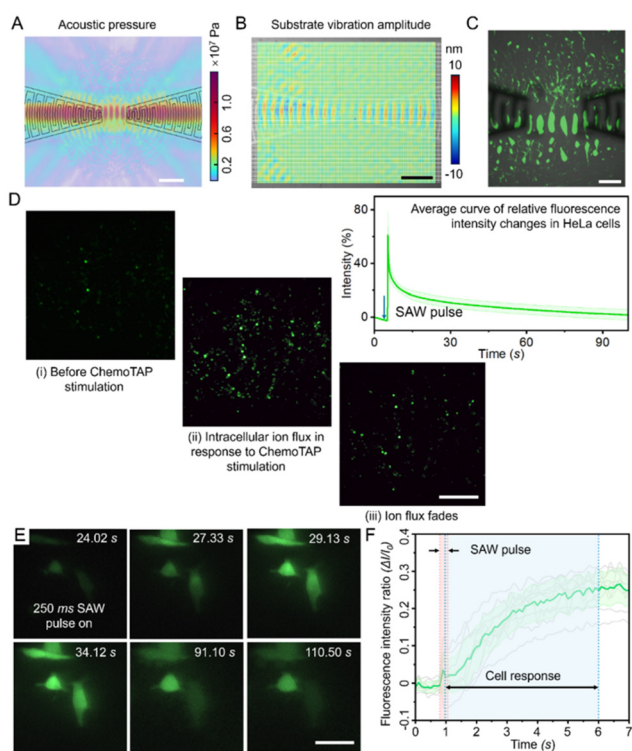 A
Acoustic pressure
×10⁷ Pa
1.0
0.6
0.2
B
Substrate vibration amplitude
nm
10
-10
C
D
Average curve of relative fluorescence
intensity changes in HeLa cells
Intensity (%)
80
40
0
SAW pulse
0
50
100
Time (s)
(i) Before ChemoTAP
stimulation
(ii) Intracellular ion flux in
response to ChemoTAP
stimulation
(iii) Ion flux fades
E
24.02 s
250 ms SAW
pulse on
27.33 s
29.13 s
34.12 s
91.10 s
110.50 s
F
SAW pulse
Fluorescence intensity ratio (ΔI/I₀)
0.4
0.3
0.2
0.1
0
-0.1
Cell response
0 1 2 3 4 5 6 7
Time (s)